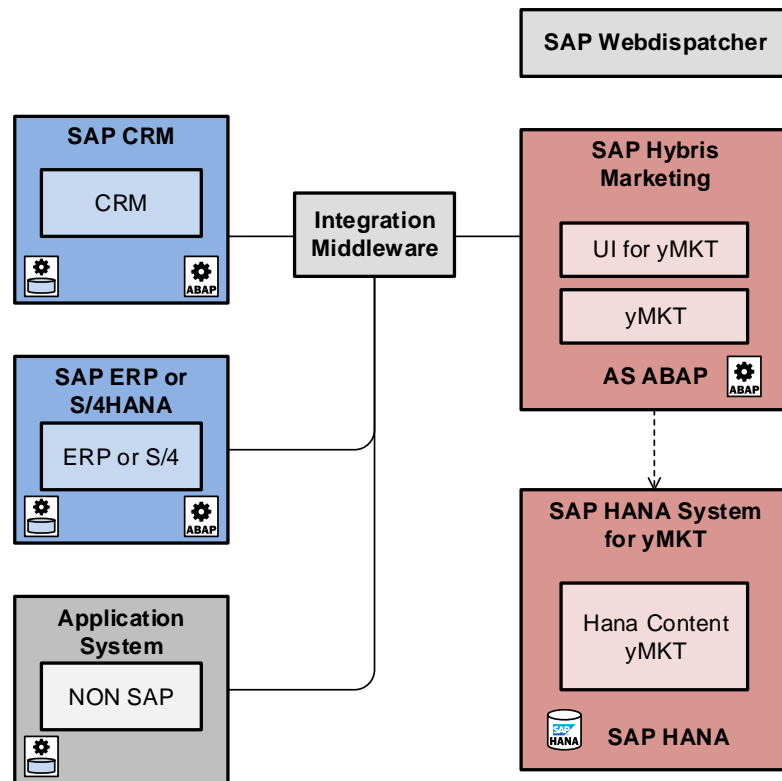 SAP Webdispatcher
SAP CRM
CRM
ABAP
SAP ERP or
S/4HANA
ERP or S/4
ABAP
Application
System
NON SAP
Integration
Middleware
SAP Hybris
Marketing
UI for yMKT
yMKT
AS ABAP
ABAP
SAP HANA System
for yMKT
Hana Content
yMKT
SAP
HANA
SAP HANA